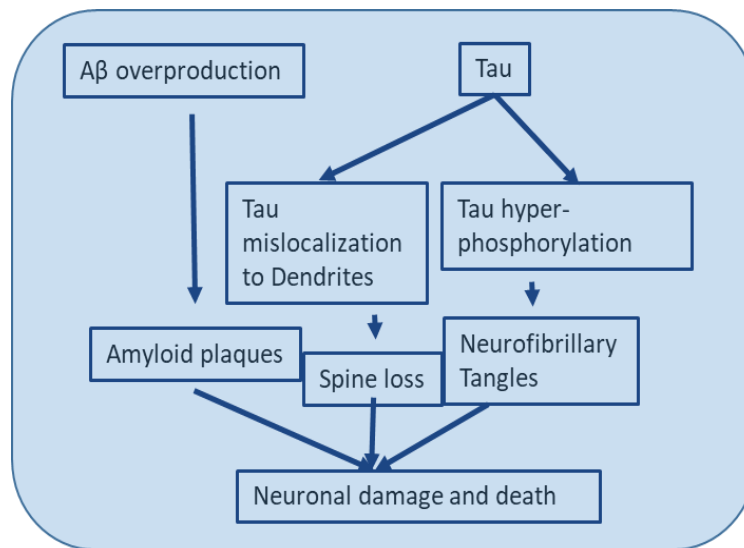 Aβ overproduction
Tau
Tau
mislocalization
to Dendrites
Tau hyper-
phosphorylation
Amyloid plaques
Spine loss
Neurofibrillary
Tangles
Neuronal damage and death